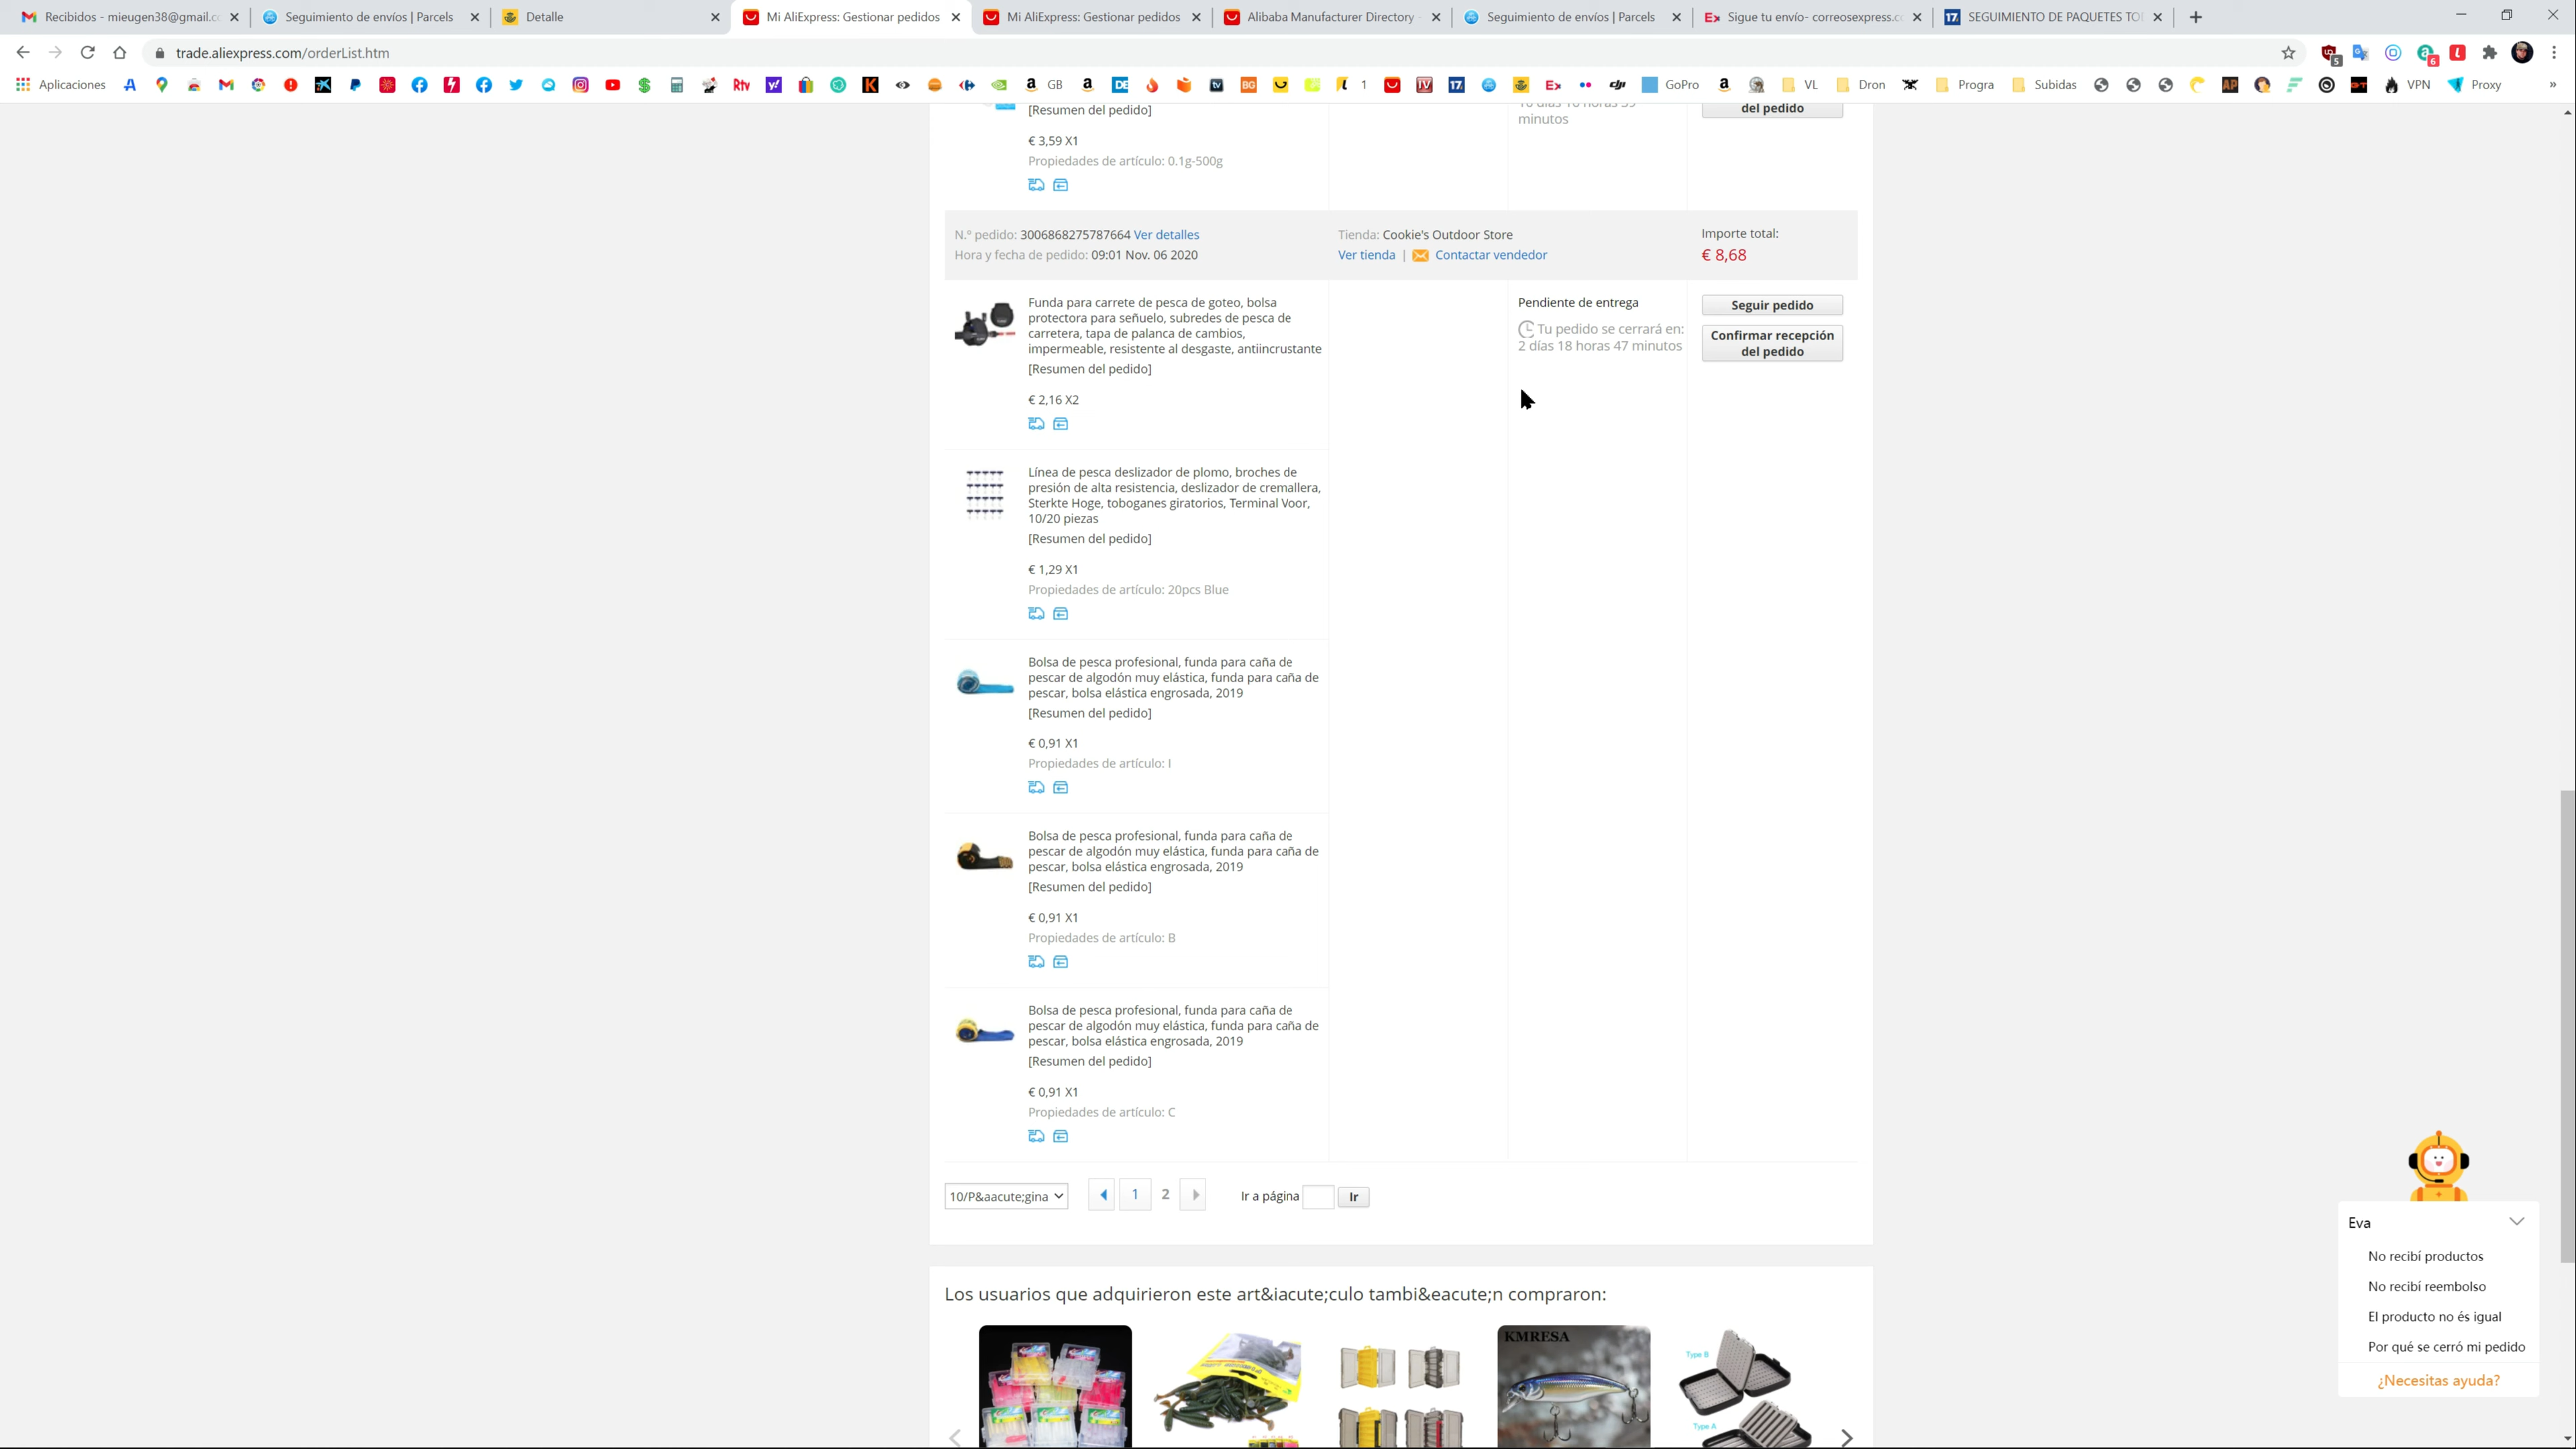 Recibidos - mieugen38@gmail.c
Seguimiento de envíos | Parcels
Detalle
Mi AliExpress: Gestionar pedidos
Mi AliExpress: Gestionar pedidos
Alibaba Manufacturer Directory
Seguimiento de envíos | Parcels
Sigue tu envío- correosexpress.c
SEGUIMIENTO DE PAQUETES TO
trade.aliexpress.com/orderList.htm
Aplicaciones
GB
1
GoPro
VL
Dron
Progra
Subidas
VPN
Proxy
»
[Resumen del pedido]
minutos
del pedido
€ 3,59 X1
Propiedades de artículo: 0.1g-500g
N.º pedido: 3006868275787664 Ver detalles
Hora y fecha de pedido: 09:01 Nov. 06 2020
Tienda: Cookie's Outdoor Store
Ver tienda | Contactar vendedor
Importe total:
€ 8,68
Funda para carrete de pesca de goteo, bolsa
protectora para señuelo, subredes de pesca de
carretera, tapa de palanca de cambios,
impermeable, resistente al desgaste, antiincrustante
[Resumen del pedido]
€ 2,16 X2
Pendiente de entrega
Tu pedido se cerrará en:
2 días 18 horas 47 minutos
Seguir pedido
Confirmar recepción
del pedido
Línea de pesca deslizador de plomo, broches de
presión de alta resistencia, deslizador de cremallera,
Sterkte Hoge, toboganes giratorios, Terminal Voor,
10/20 piezas
[Resumen del pedido]
€ 1,29 X1
Propiedades de artículo: 20pcs Blue
Bolsa de pesca profesional, funda para caña de
pescar de algodón muy elástica, funda para caña de
pescar, bolsa elástica engrosada, 2019
[Resumen del pedido]
€ 0,91 X1
Propiedades de artículo: I
Bolsa de pesca profesional, funda para caña de
pescar de algodón muy elástica, funda para caña de
pescar, bolsa elástica engrosada, 2019
[Resumen del pedido]
€ 0,91 X1
Propiedades de artículo: B
Bolsa de pesca profesional, funda para caña de
pescar de algodón muy elástica, funda para caña de
pescar, bolsa elástica engrosada, 2019
[Resumen del pedido]
€ 0,91 X1
Propiedades de artículo: C
10/P&aacute;gina
1
2
Ir a página
Ir
Los usuarios que adquirieron este art&iacute;culo tambi&eacute;n compraron:
KMRESA
Type B
Type A
Eva
No recibí productos
No recibí reembolso
El producto no és igual
Por qué se cerró mi pedido
¿Necesitas ayuda?